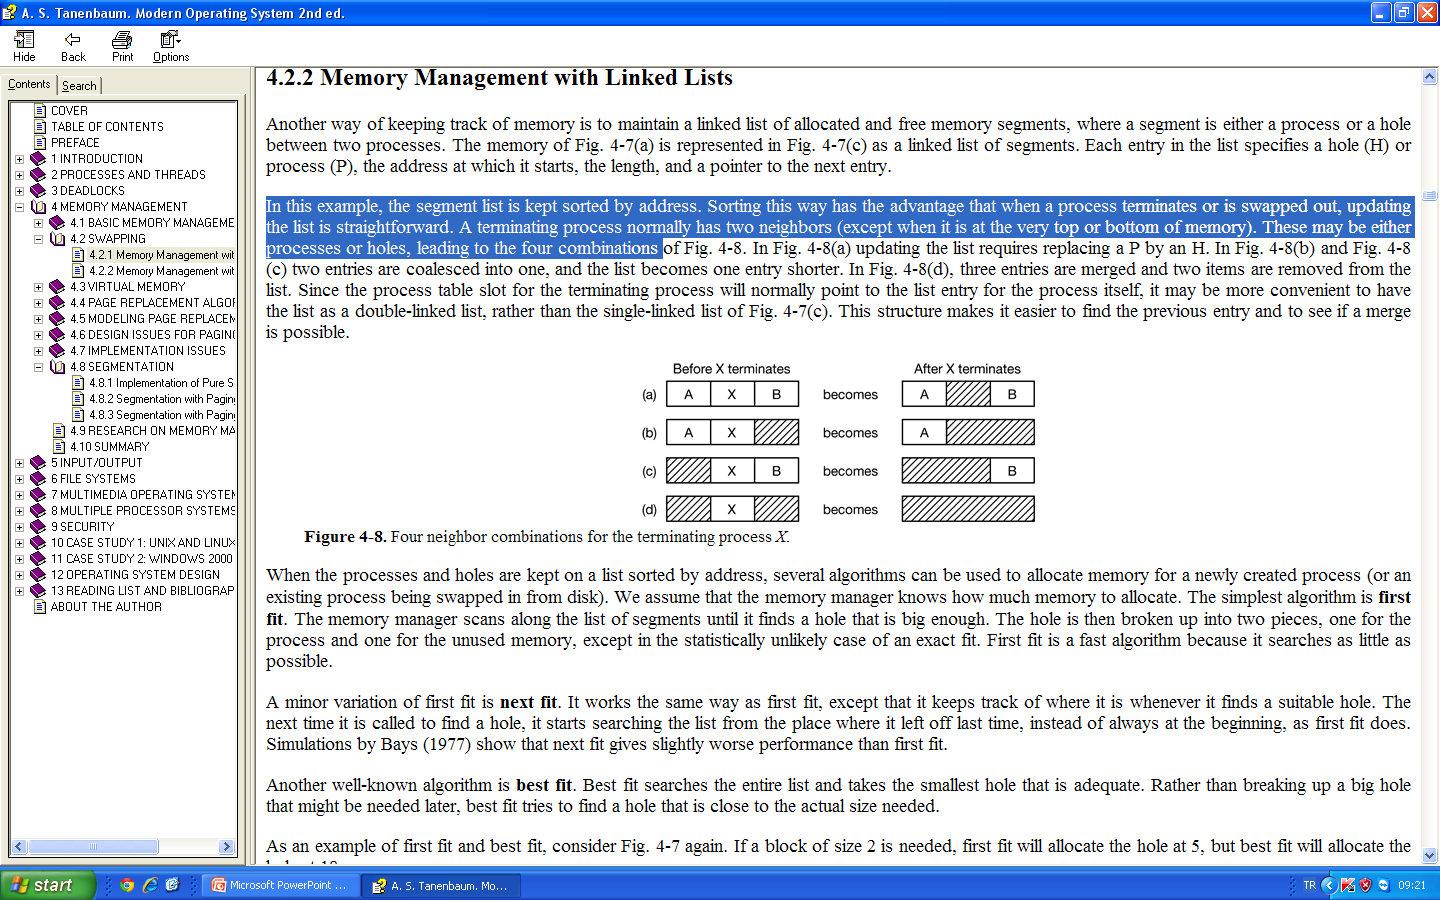 A. S. Tanenbaum. Modern Operating System 2nd ed.
Hide Back Print Options
Contents Search
COVER
TABLE OF CONTENTS
PREFACE
1 INTRODUCTION
2 PROCESSES AND THREADS
3 DEADLOCKS
4 MEMORY MANAGEMENT
4.1 BASIC MEMORY MANAGEME
4.2 SWAPPING
4.2.1 Memory Management wit
4.2.2 Memory Management wit
4.3 VIRTUAL MEMORY
4.4 PAGE REPLACEMENT ALGOF
4.5 MODELING PAGE REPLACEM
4.6 DESIGN ISSUES FOR PAGIN
4.7 IMPLEMENTATION ISSUES
4.8 SEGMENTATION
4.8.1 Implementation of Pure S
4.8.2 Segmentation with Paging
4.8.3 Segmentation with Paging
4.9 RESEARCH ON MEMORY MA
4.10 SUMMARY
5 INPUT/OUTPUT
6 FILE SYSTEMS
7 MULTIMEDIA OPERATING SYSTEM
8 MULTIPLE PROCESSOR SYSTEMS
9 SECURITY
10 CASE STUDY 1: UNIX AND LINUX
11 CASE STUDY 2: WINDOWS 2000
12 OPERATING SYSTEM DESIGN
13 READING LIST AND BIBLIOGRAP
ABOUT THE AUTHOR
4.2.2 Memory Management with Linked Lists
Another way of keeping track of memory is to maintain a linked list of allocated and free memory segments, where a segment is either a process or a hole
between two processes. The memory of Fig. 4-7(a) is represented in Fig. 4-7(c) as a linked list of segments. Each entry in the list specifies a hole (H) or
process (P), the address at which it starts, the length, and a pointer to the next entry.
In this example, the segment list is kept sorted by address. Sorting this way has the advantage that when a process terminates or is swapped out, updating
the list is straightforward. A terminating process normally has two neighbors (except when it is at the very top or bottom of memory). These may be either
processes or holes, leading to the four combinations of Fig. 4-8. In Fig. 4-8(a) updating the list requires replacing a P by an H. In Fig. 4-8(b) and Fig. 4-8
(c) two entries are coalesced into one, and the list becomes one entry shorter. In Fig. 4-8(d), three entries are merged and two items are removed from the
list. Since the process table slot for the terminating process will normally point to the list entry for the process itself, it may be more convenient to have
the list as a double-linked list, rather than the single-linked list of Fig. 4-7(c). This structure makes it easier to find the previous entry and to see if a merge
is possible.
Before X terminates After X terminates
(a) A X B becomes A B
(b) A X becomes A
(c) X B becomes B
(d) X becomes
Figure 4-8. Four neighbor combinations for the terminating process X.
When the processes and holes are kept on a list sorted by address, several algorithms can be used to allocate memory for a newly created process (or an
existing process being swapped in from disk). We assume that the memory manager knows how much memory to allocate. The simplest algorithm is first
fit. The memory manager scans along the list of segments until it finds a hole that is big enough. The hole is then broken up into two pieces, one for the
process and one for the unused memory, except in the statistically unlikely case of an exact fit. First fit is a fast algorithm because it searches as little as
possible.
A minor variation of first fit is next fit. It works the same way as first fit, except that it keeps track of where it is whenever it finds a suitable hole. The
next time it is called to find a hole, it starts searching the list from the place where it left off last time, instead of always at the beginning, as first fit does.
Simulations by Bays (1977) show that next fit gives slightly worse performance than first fit.
Another well-known algorithm is best fit. Best fit searches the entire list and takes the smallest hole that is adequate. Rather than breaking up a big hole
that might be needed later, best fit tries to find a hole that is close to the actual size needed.
As an example of first fit and best fit, consider Fig. 4-7 again. If a block of size 2 is needed, first fit will allocate the hole at 5, but best fit will allocate the
start Microsoft PowerPoint ... A. S. Tanenbaum. Mo... TR 09:21